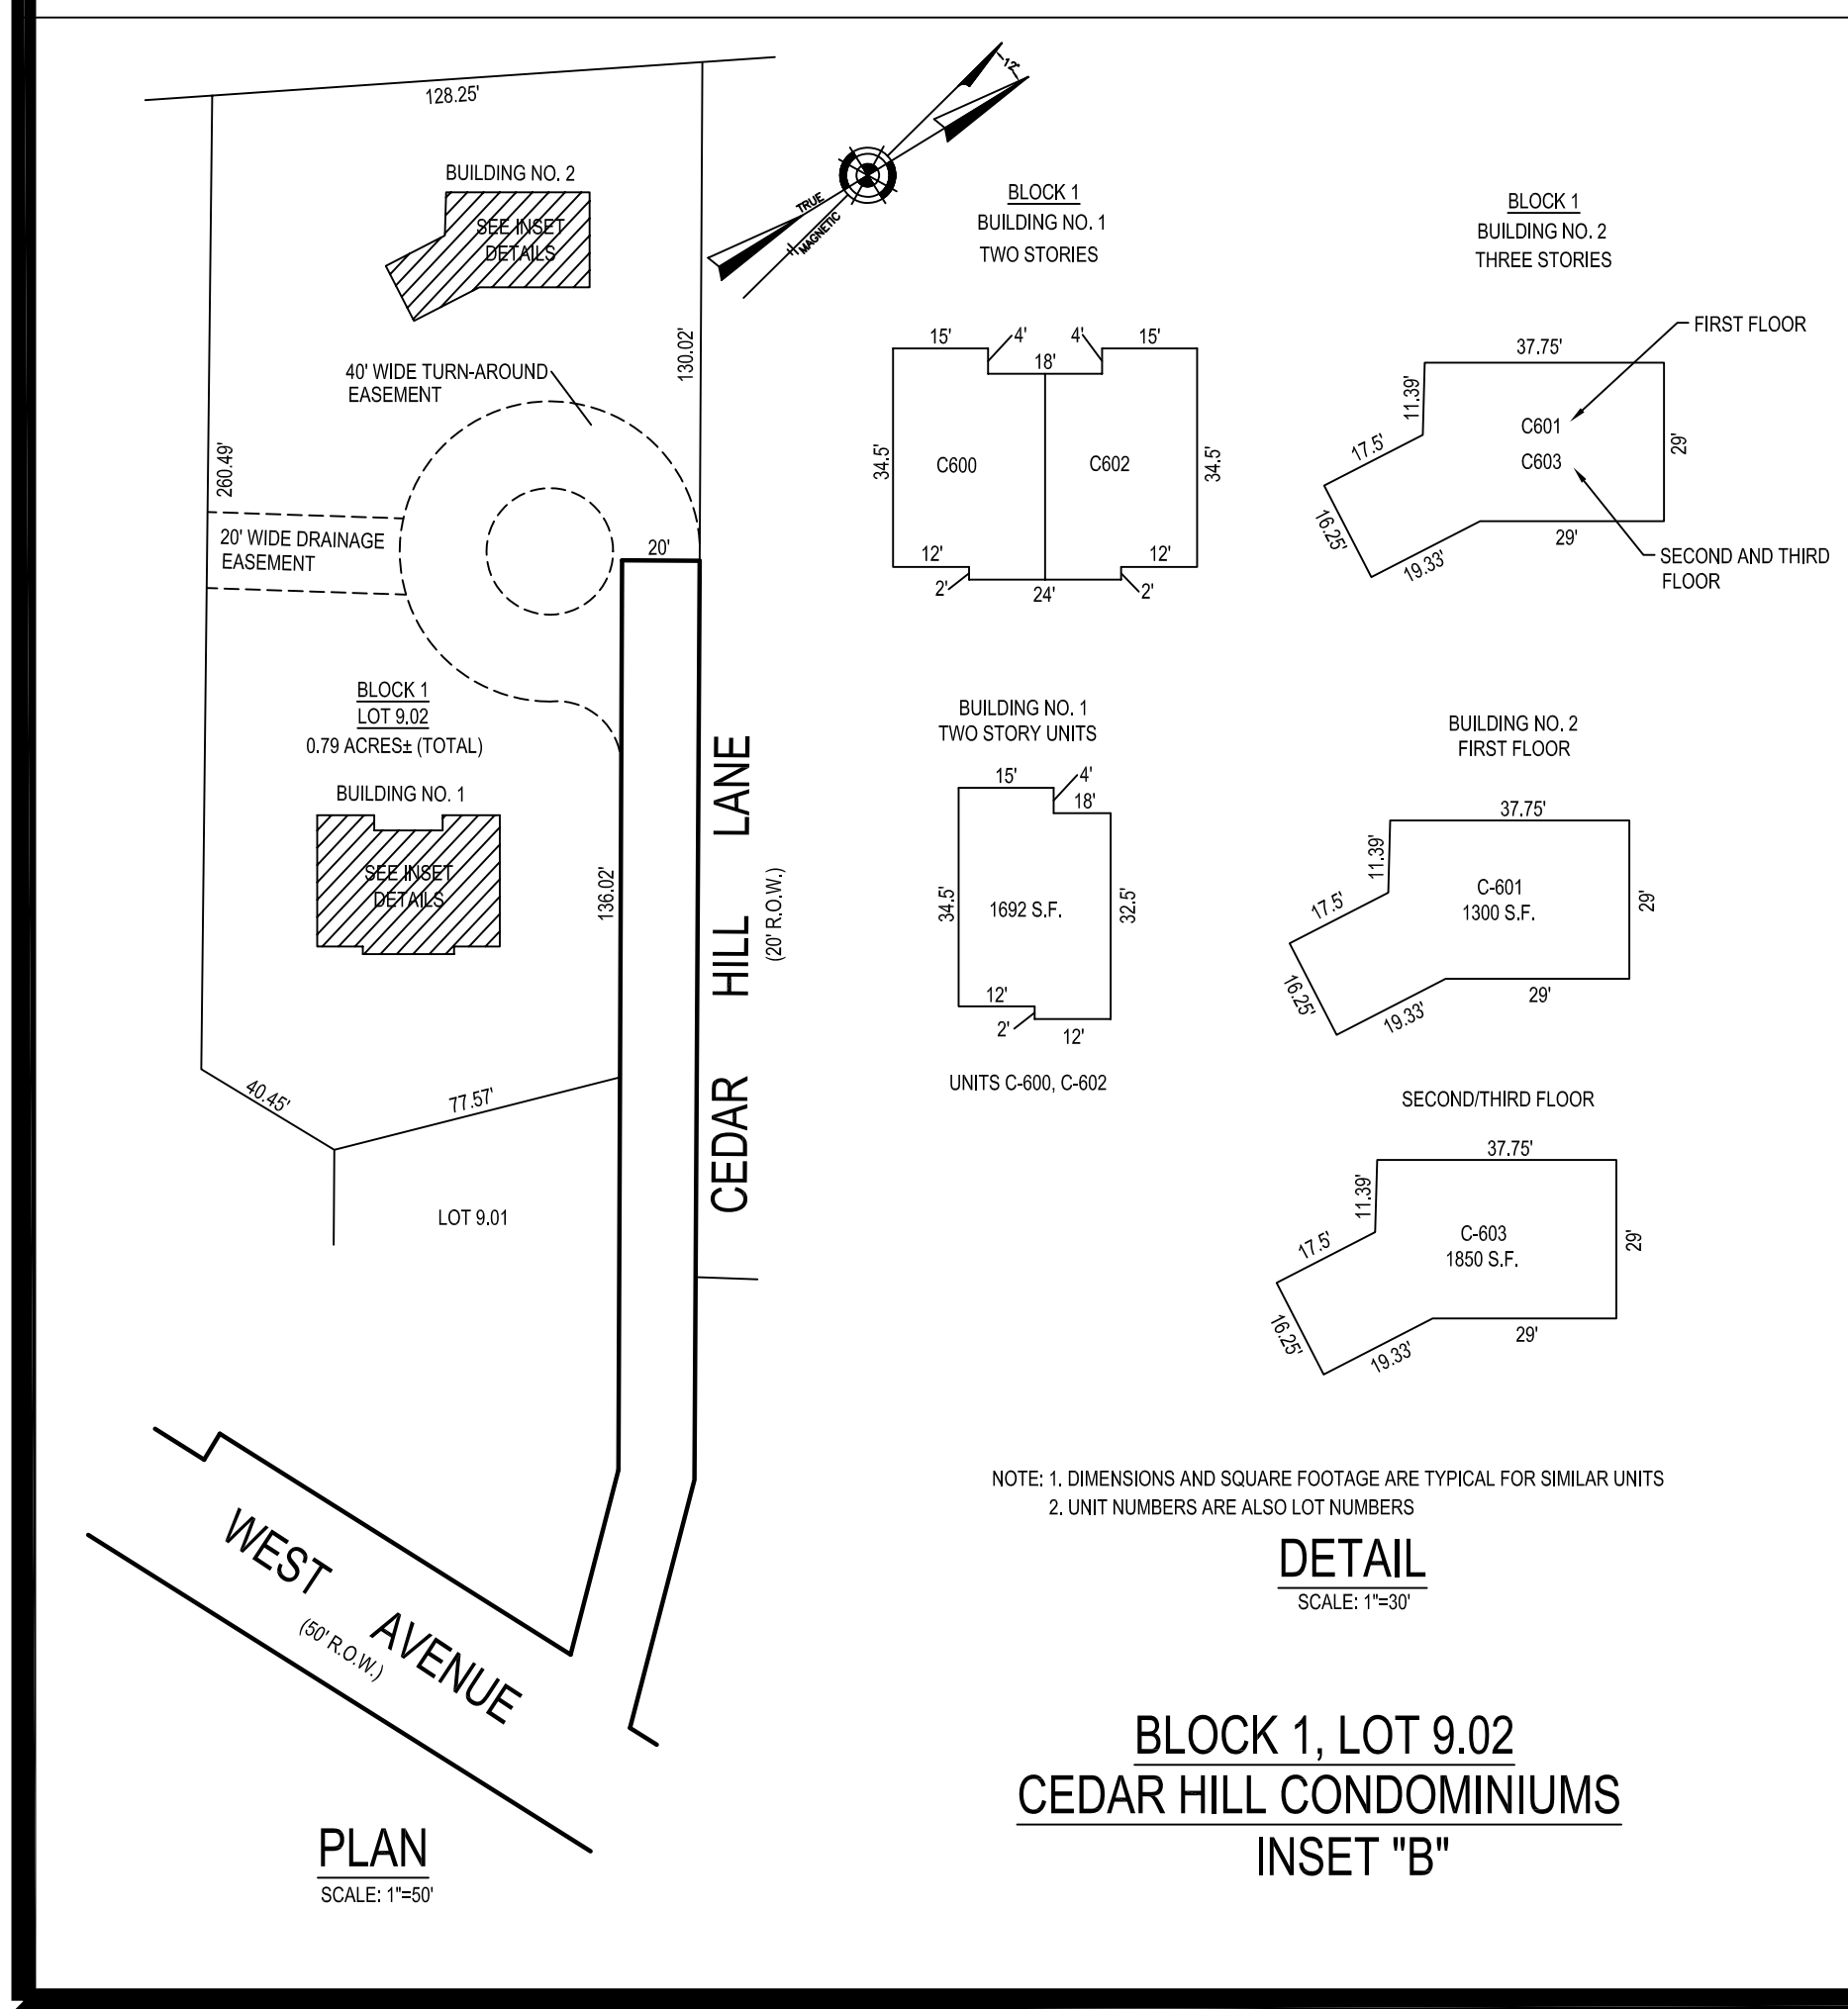 128.25'
BUILDING NO. 2
SEE INSET
DETAILS
40' WIDE TURN-AROUND
EASEMENT
130.02'
260.49'
20' WIDE DRAINAGE
EASEMENT
20'
BLOCK 1
LOT 9.02
0.79 ACRES± (TOTAL)
BUILDING NO. 1
SEE INSET
DETAILS
136.02'
CEDAR HILL LANE
(20' R.O.W.)
40.45'
77.57'
LOT 9.01
WEST AVENUE
(50' R.O.W.)
PLAN
SCALE: 1"=50'
12°
TRUE
MAGNETIC
BLOCK 1
BUILDING NO. 1
TWO STORIES
15'
4'
4'
15'
18'
34.5'
C600
C602
34.5'
12'
12'
2'
24'
2'
BLOCK 1
BUILDING NO. 2
THREE STORIES
FIRST FLOOR
37.75'
11.39'
C601
17.5'
C603
29'
16.25'
19.33'
29'
SECOND AND THIRD
FLOOR
BUILDING NO. 1
TWO STORY UNITS
15'
4'
18'
34.5'
1692 S.F.
32.5'
12'
2'
12'
UNITS C-600, C-602
BUILDING NO. 2
FIRST FLOOR
37.75'
11.39'
C-601
1300 S.F.
17.5'
29'
16.25'
19.33'
29'
SECOND/THIRD FLOOR
37.75'
11.39'
C-603
1850 S.F.
17.5'
29'
16.25'
19.33'
29'
NOTE: 1. DIMENSIONS AND SQUARE FOOTAGE ARE TYPICAL FOR SIMILAR UNITS
2. UNIT NUMBERS ARE ALSO LOT NUMBERS
DETAIL
SCALE: 1"=30'
BLOCK 1, LOT 9.02
CEDAR HILL CONDOMINIUMS
INSET "B"